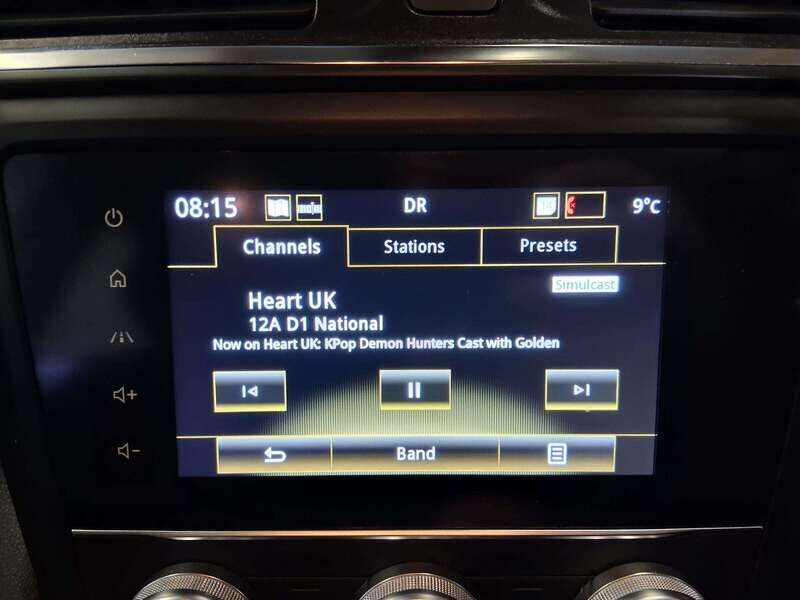 08:15 DR 9°c
Channels Stations Presets
Simulcast
Heart UK
12A D1 National
Now on Heart UK: KPop Demon Hunters Cast with Golden
Band